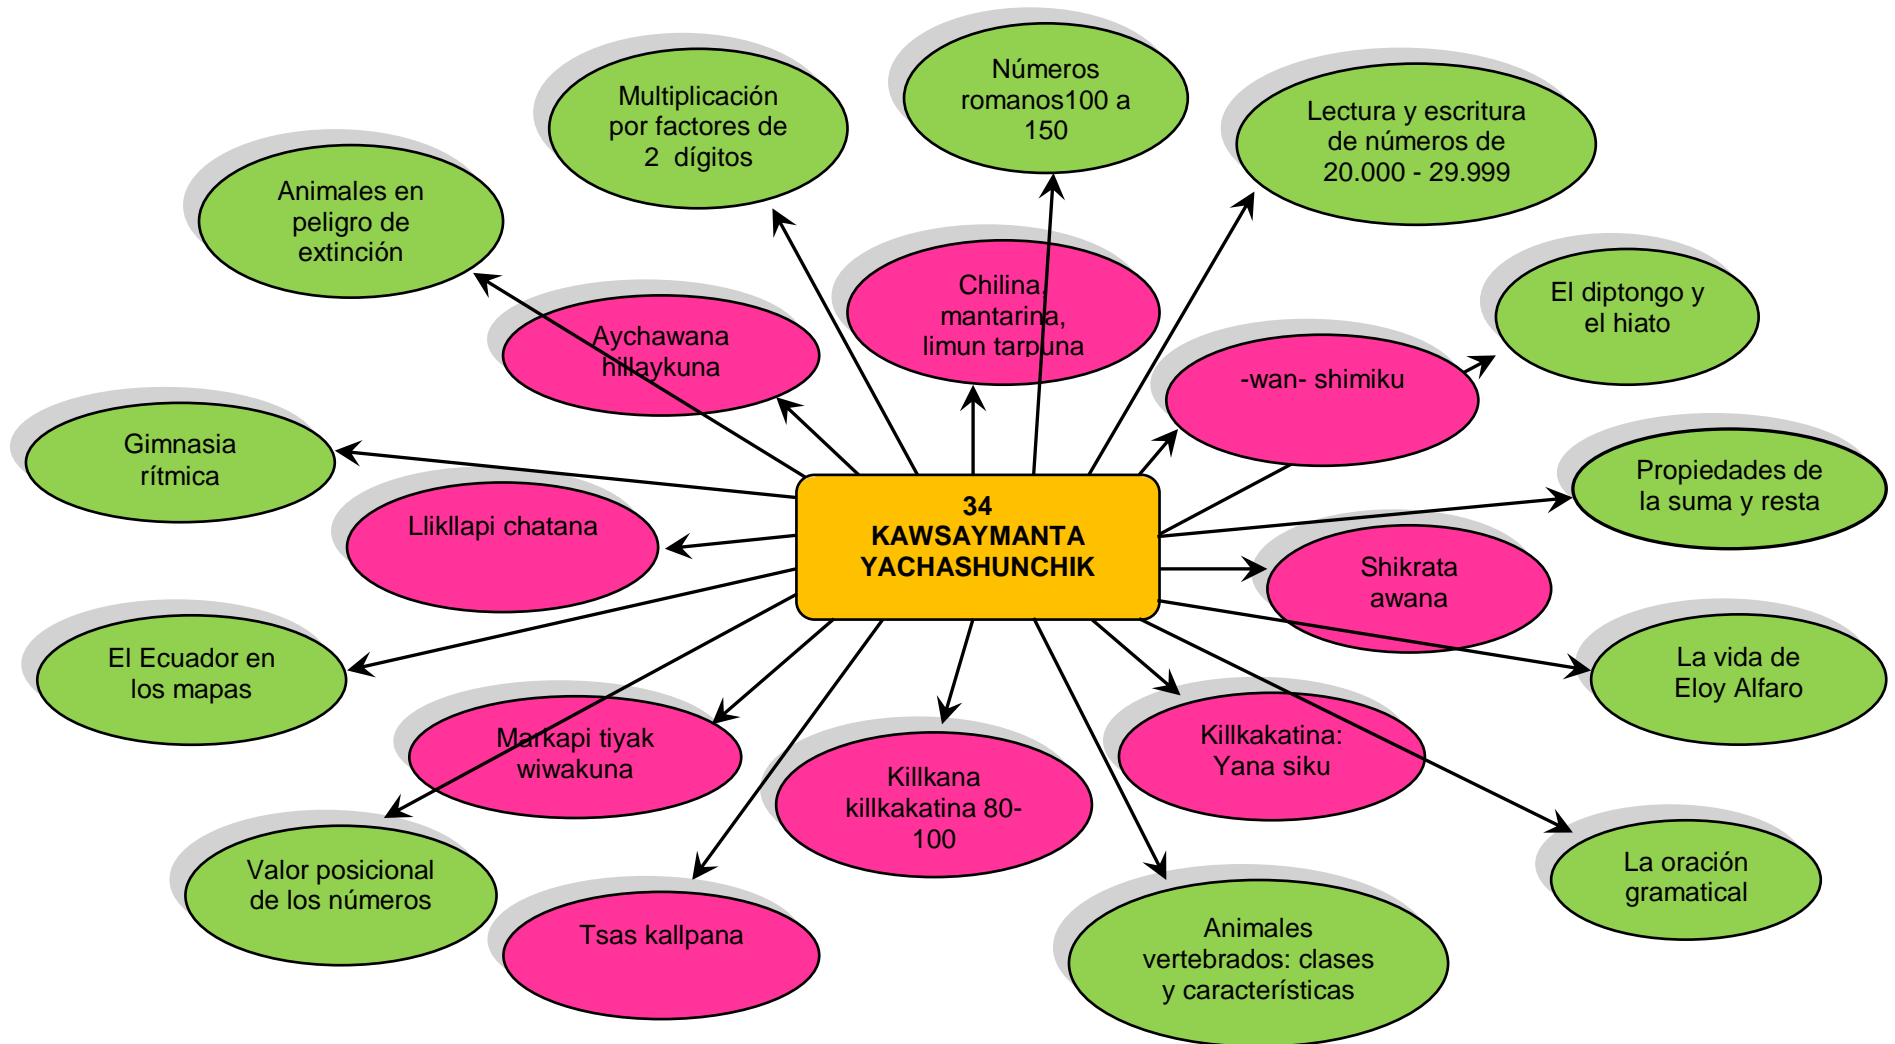 Números
romanos100 a
150
Multiplicación
por factores de
2 dígitos
Lectura y escritura
de números de
20.000 - 29.999
Animales en
peligro de
extinción
Chilina,
mantarina,
limun tarpuna
El diptongo y
el hiato
Aychawana
hillaykuna
-wan- shimiku
Gimnasia
rítmica
Propiedades de
la suma y resta
Llikllapi chatana
34
KAWSAYMANTA
YACHASHUNCHIK
Shikrata
awana
El Ecuador en
los mapas
La vida de
Eloy Alfaro
Markapi tiyak
wiwakuna
Killkakatina:
Yana siku
Killkana
killkakatina 80-
100
Valor posicional
de los números
La oración
gramatical
Tsas kallpana
Animales
vertebrados: clases
y características